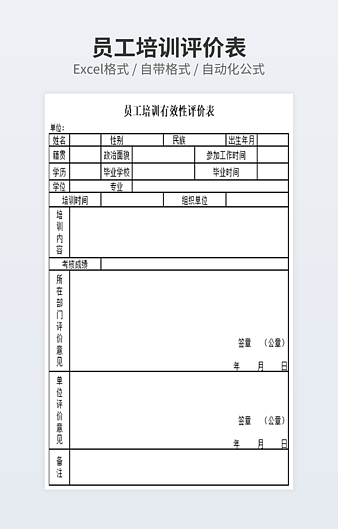 员工培训评价表
Excel格式 / 自带格式 / 自动化公式
员工培训有效性评价表
单位：
姓名 性别 民族 出生年月
籍贯 政治面貌 参加工作时间
学历 毕业学校 毕业时间
学位 专业
培训时间 组织单位
培训内容
考核成绩
所在部门评价意见
签章 （公章）
年 月 日
单位评价意见
签章 （公章）
年 月 日
备注